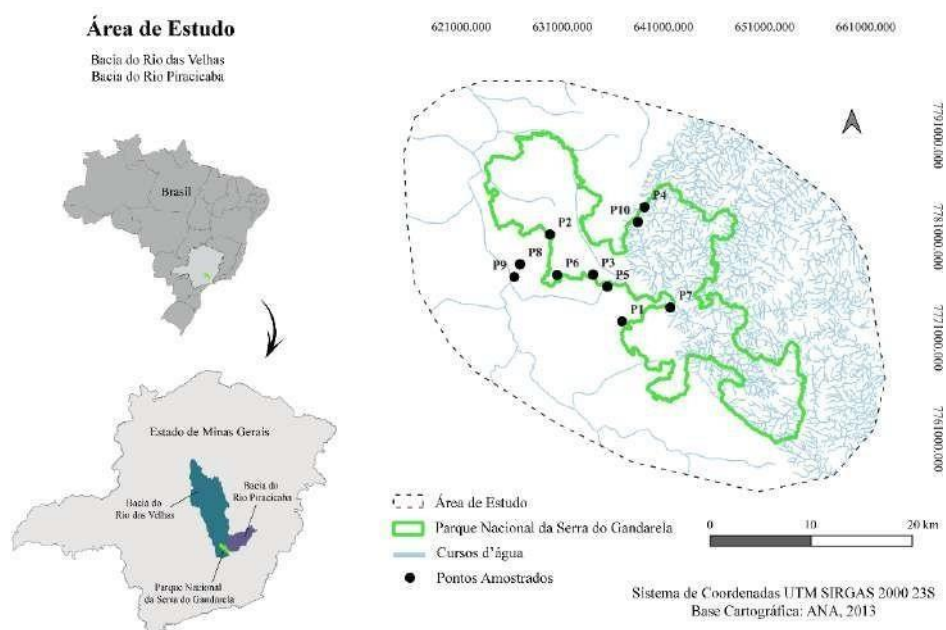 Área de Estudo
Bacia do Rio das Velhas
Bacia do Rio Piracicaba
Brasil
Estado de Minas Gerais
Bacia do
Rio Piracicaba
Bacia do
Rio das Velhas
Parque Nacional
da Serra do Gandarela
621000.000 631000.000 641000.000 651000.000 661000.000
7791000.000
7781000.000
7771000.000
7761000.000
P4
P10
P2
P8
P9
P6
P3
P5
P7
P1
Área de Estudo
Parque Nacional da Serra do Gandarela
Cursos d'água
Pontos Amostrados
0 10 20 km
Sistema de Coordenadas UTM SIRGAS 2000 23S
Base Cartográfica: ANA, 2013